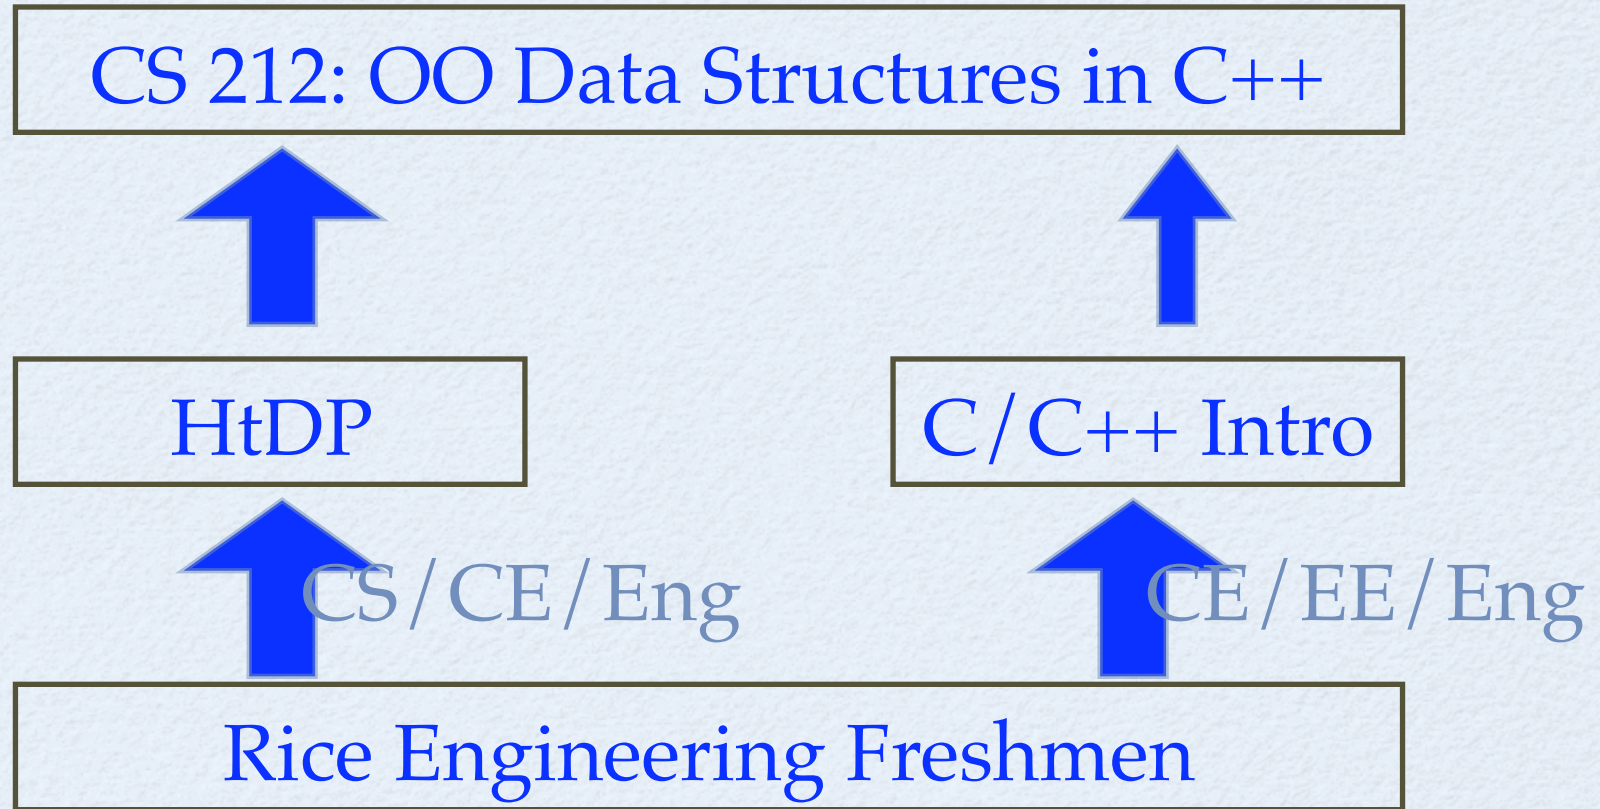 CS 212: OO Data Structures in C++
HtDP
C/C++ Intro
CS/CE/Eng
CE/EE/Eng
Rice Engineering Freshmen